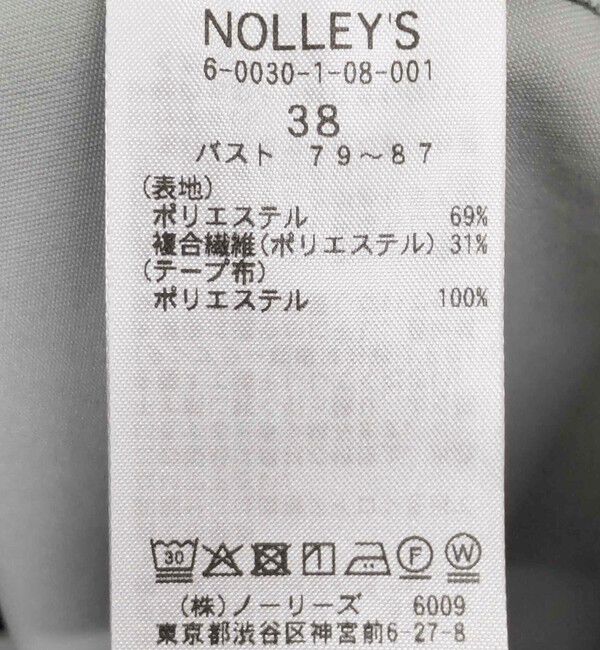 NOLLEY'S
6-0030-1-08-001
38
バスト 79~87
(表地)
ポリエステル 69%
複合繊維(ポリエステル) 31%
(テープ布)
ポリエステル 100%
30
F W
(株)ノーリーズ 6009
東京都渋谷区神宮前6-27-8